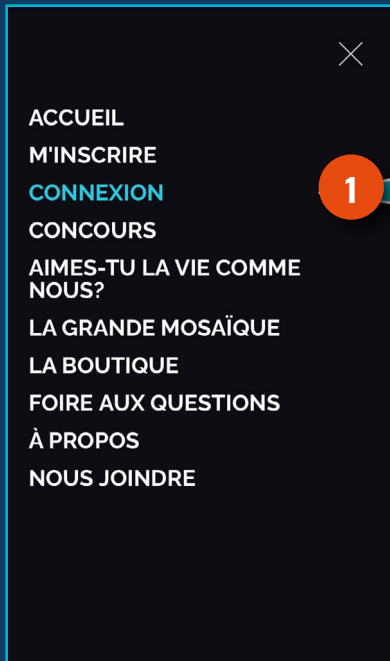 ACCUEIL
M'INSCRIRE
CONNEXION
1
CONCOURS
AIMES-TU LA VIE COMME
NOUS?
LA GRANDE MOSAÏQUE
LA BOUTIQUE
FOIRE AUX QUESTIONS
À PROPOS
NOUS JOINDRE